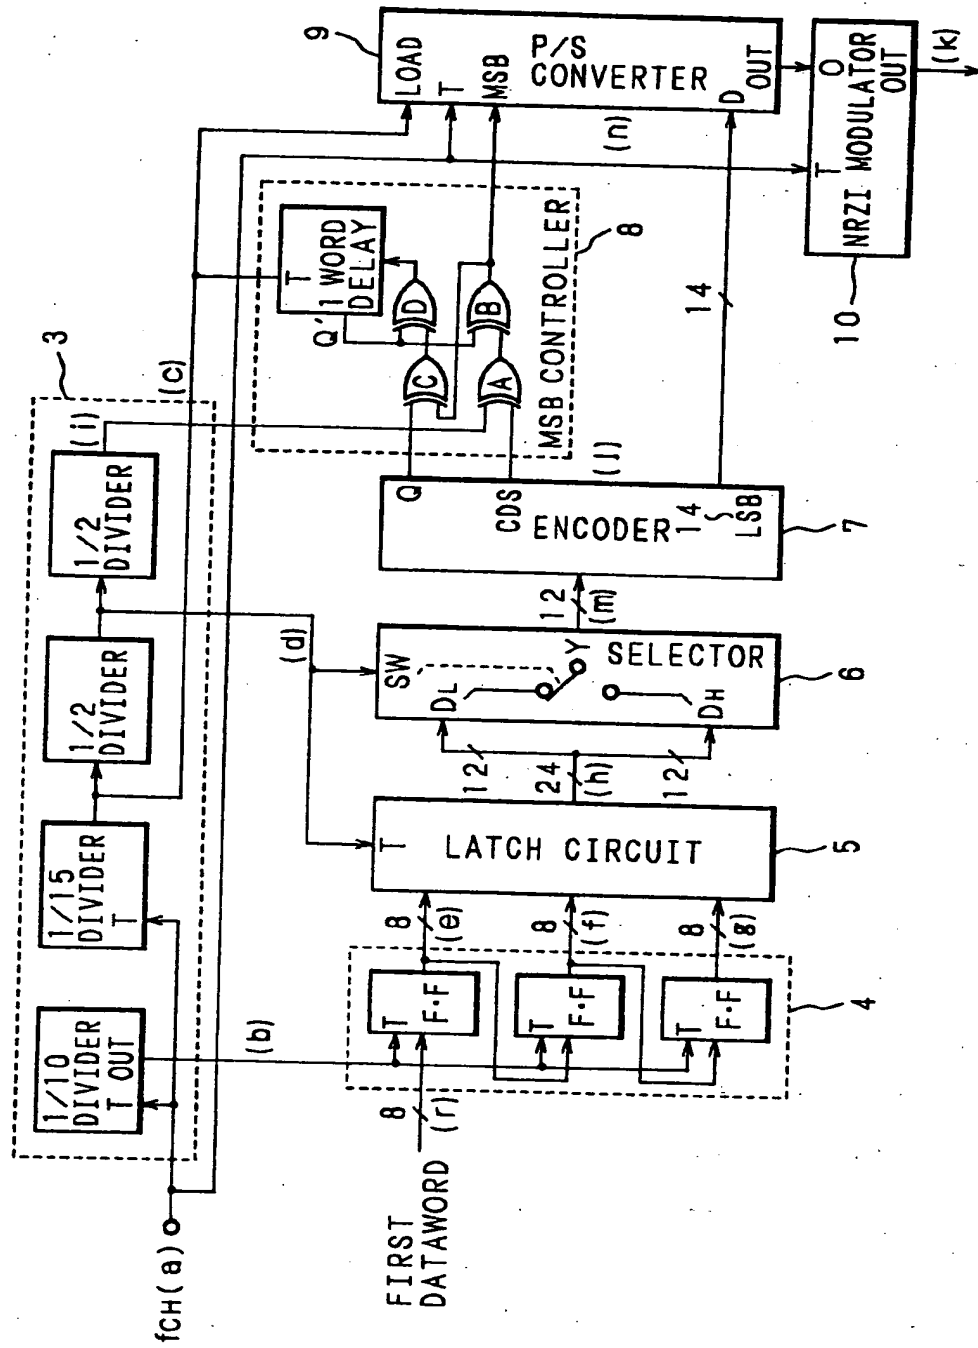 3
1/10
DIVIDER
T OUT
1/15
DIVIDER
T
1/2
DIVIDER
1/2
DIVIDER
(i)
fCH(a)
(b)
(c)
(d)
FIRST
DATAWORD
8
(r)
T
F·F
T
F·F
T
F·F
4
8
(e)
8
(f)
8
(g)
T
LATCH CIRCUIT
5
12
24
(h)
12
SW
DL
Y
SELECTOR
DH
6
12
(m)
Q
CDS
ENCODER
14
LSB
7
(j)
T
1 WORD
DELAY
Q'
C
D
A
B
MSB CONTROLLER
8
14
(n)
9
LOAD
T
MSB
P/S
CONVERTER
D
OUT
T
O
NRZI MODULATOR
OUT
10
(k)